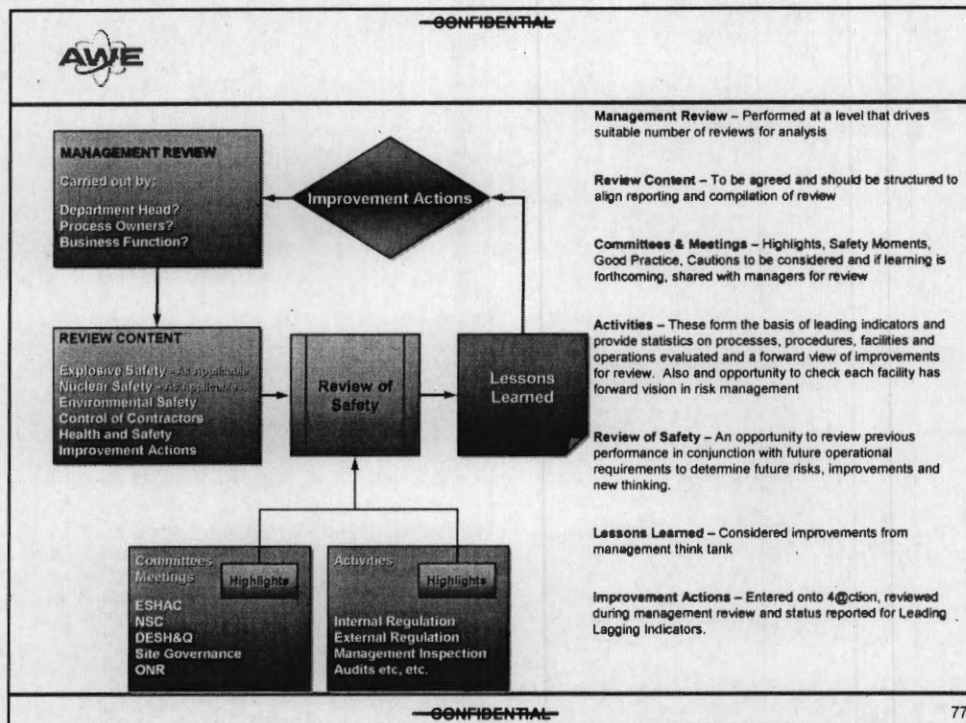 CONFIDENTIAL
AWE
MANAGEMENT REVIEW
Carried out by:
Department Head?
Process Owners?
Business Function?
Improvement Actions
REVIEW CONTENT
Explosive Safety - As Applicable
Nuclear Safety - As Applicable
Environmental Safety
Control of Contractors
Health and Safety
Improvement Actions
Review of
Safety
Lessons
Learned
Committees
Meetings
Highlights
ESHAC
NSC
DESH&Q
Site Governance
ONR
Activities
Highlights
Internal Regulation
External Regulation
Management Inspection
Audits etc, etc.
Management Review – Performed at a level that drives
suitable number of reviews for analysis
Review Content – To be agreed and should be structured to
align reporting and compilation of review
Committees & Meetings – Highlights, Safety Moments,
Good Practice, Cautions to be considered and if learning is
forthcoming, shared with managers for review
Activities – These form the basis of leading indicators and
provide statistics on processes, procedures, facilities and
operations evaluated and a forward view of improvements
for review. Also and opportunity to check each facility has
forward vision in risk management
Review of Safety – An opportunity to review previous
performance in conjunction with future operational
requirements to determine future risks, improvements and
new thinking.
Lessons Learned – Considered improvements from
management think tank
Improvement Actions – Entered onto 4@ction, reviewed
during management review and status reported for Leading
Lagging Indicators.
CONFIDENTIAL
77